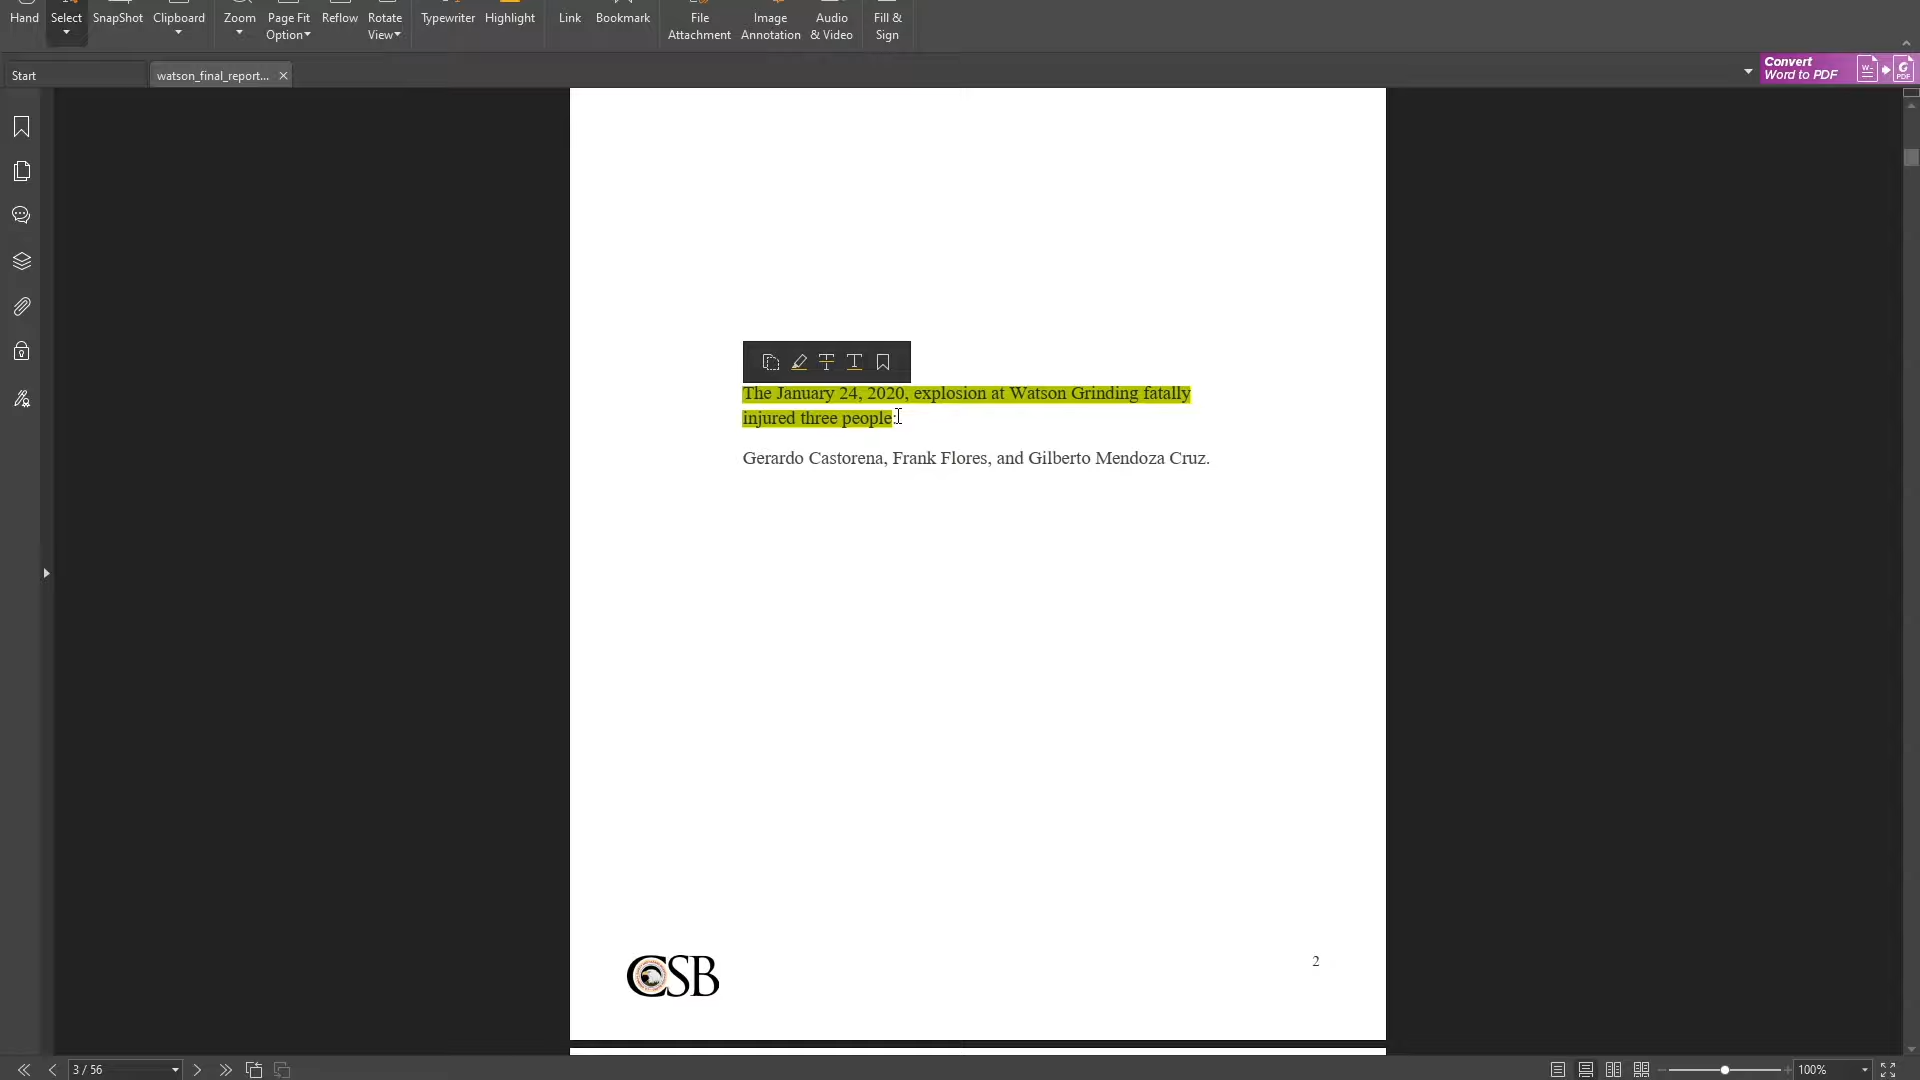 Hand Select SnapShot Clipboard Zoom Page Fit Option Reflow Rotate View Typewriter Highlight Link Bookmark File Attachment Image Annotation Audio & Video Fill & Sign
Start watson_final_report...
Convert
Word to PDF
The January 24, 2020, explosion at Watson Grinding fatally
injured three people:
Gerardo Castorena, Frank Flores, and Gilberto Mendoza Cruz.
CSB
2
3 / 56
100%